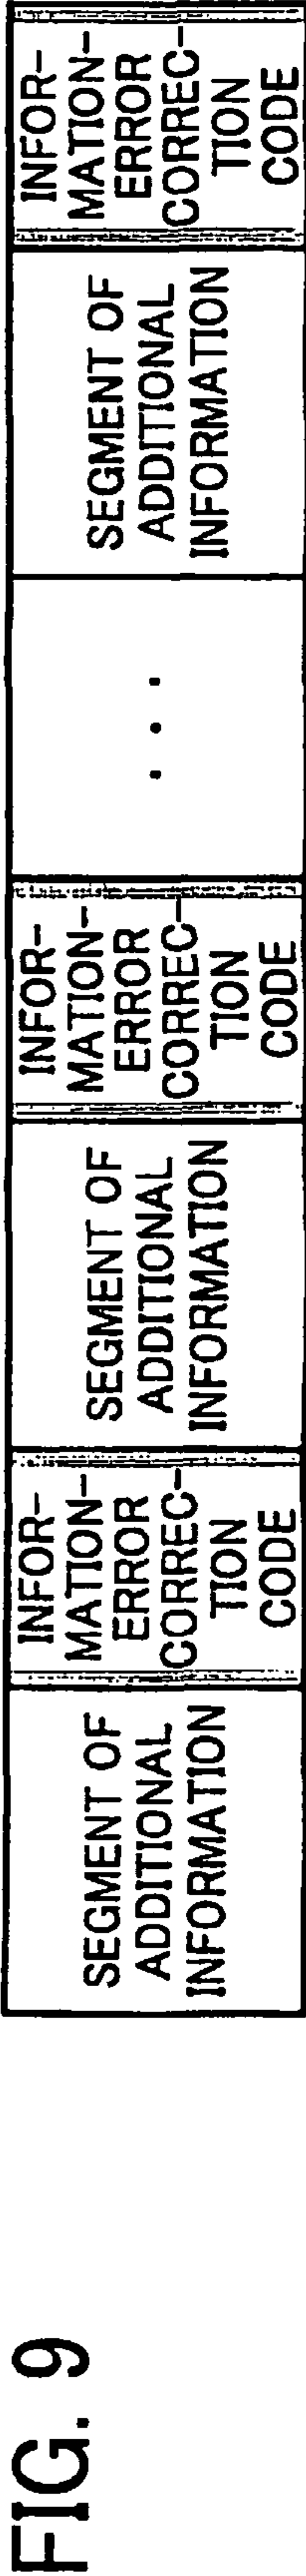 FIG. 9
SEGMENT OF
ADDITIONAL
INFORMATION
INFOR-
MATION-
ERROR
CORREC-
TION
CODE
SEGMENT OF
ADDITIONAL
INFORMATION
INFOR-
MATION-
ERROR
CORREC-
TION
CODE
...
SEGMENT OF
ADDITIONAL
INFORMATION
INFOR-
MATION-
ERROR
CORREC-
TION
CODE